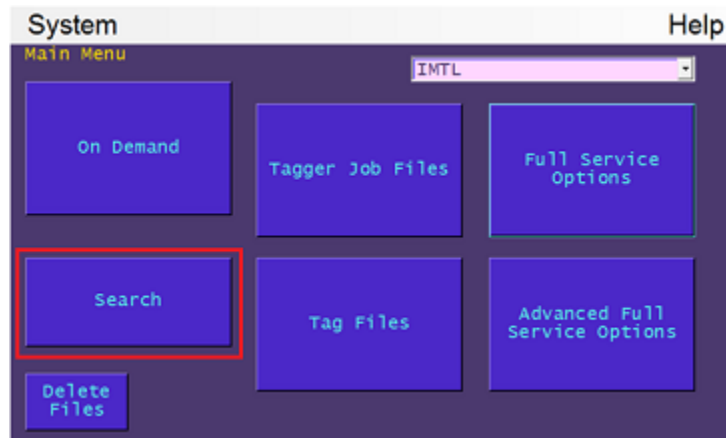 System Help
Main Menu
IMTL
On Demand
Tagger Job Files
Full Service
Options
Search
Tag Files
Advanced Full
Service Options
Delete
Files